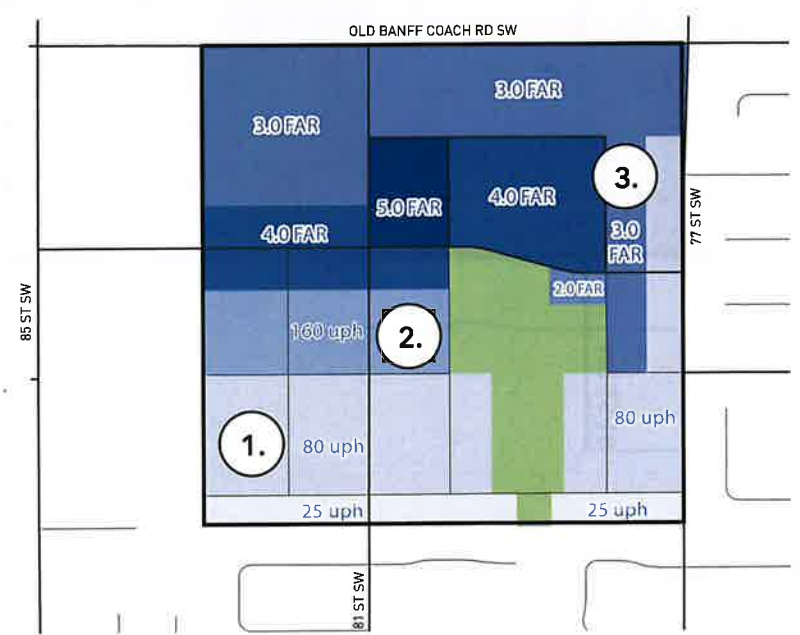 OLD BANFF COACH RD SW
3.0 FAR
3.0 FAR
3.
5.0 FAR
4.0 FAR
77 ST SW
4.0 FAR
3.0
FAR
2.0 FAR
85 ST SW
160 uph
2.
1.
80 uph
80 uph
25 uph
25 uph
81 ST SW